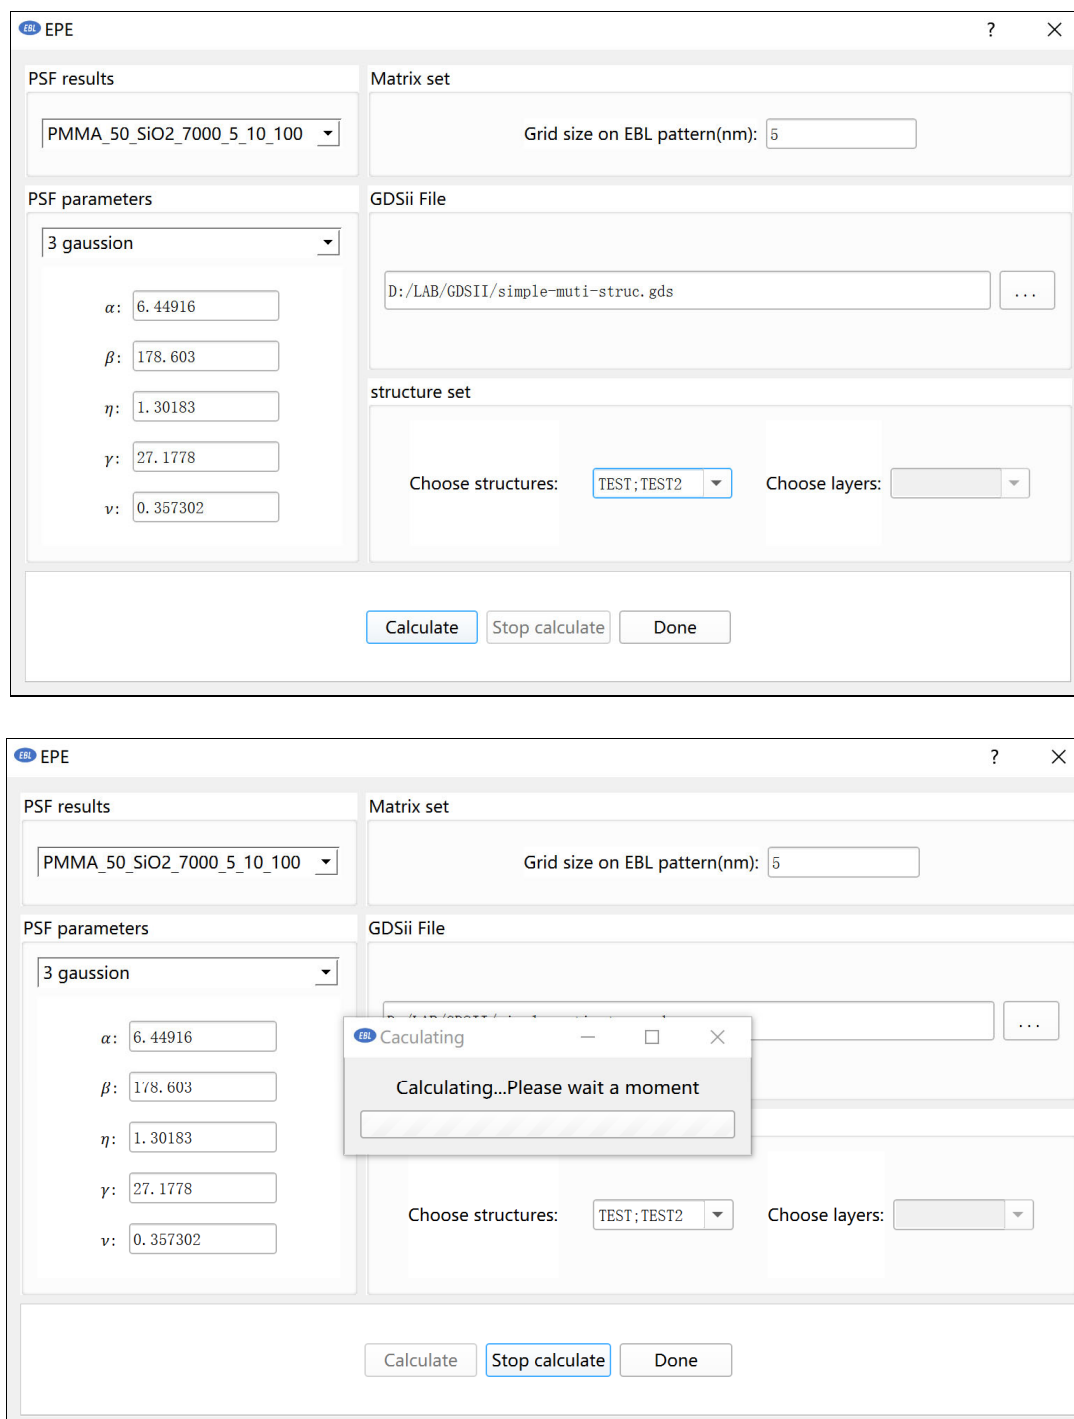 EBL EPE ? 
PSF results
Matrix set
PMMA_50_SiO2_7000_5_10_100
Grid size on EBL pattern(nm): 5
PSF parameters
GDSii File
3 gaussion
D:/LAB/GDSII/simple-muti-struc.gds ...
α: 6.44916
β: 178.603
η: 1.30183
γ: 27.1778
ν: 0.357302
structure set
Choose structures: TEST;TEST2 Choose layers:
Calculate Stop calculate Done
EBL EPE ?
PSF results
Matrix set
PMMA_50_SiO2_7000_5_10_100
Grid size on EBL pattern(nm): 5
PSF parameters
GDSii File
3 gaussion
...
α: 6.44916
β: 178.603
η: 1.30183
γ: 27.1778
ν: 0.357302
EBL Caculating
Calculating...Please wait a moment
Choose structures: TEST;TEST2 Choose layers:
Calculate Stop calculate Done